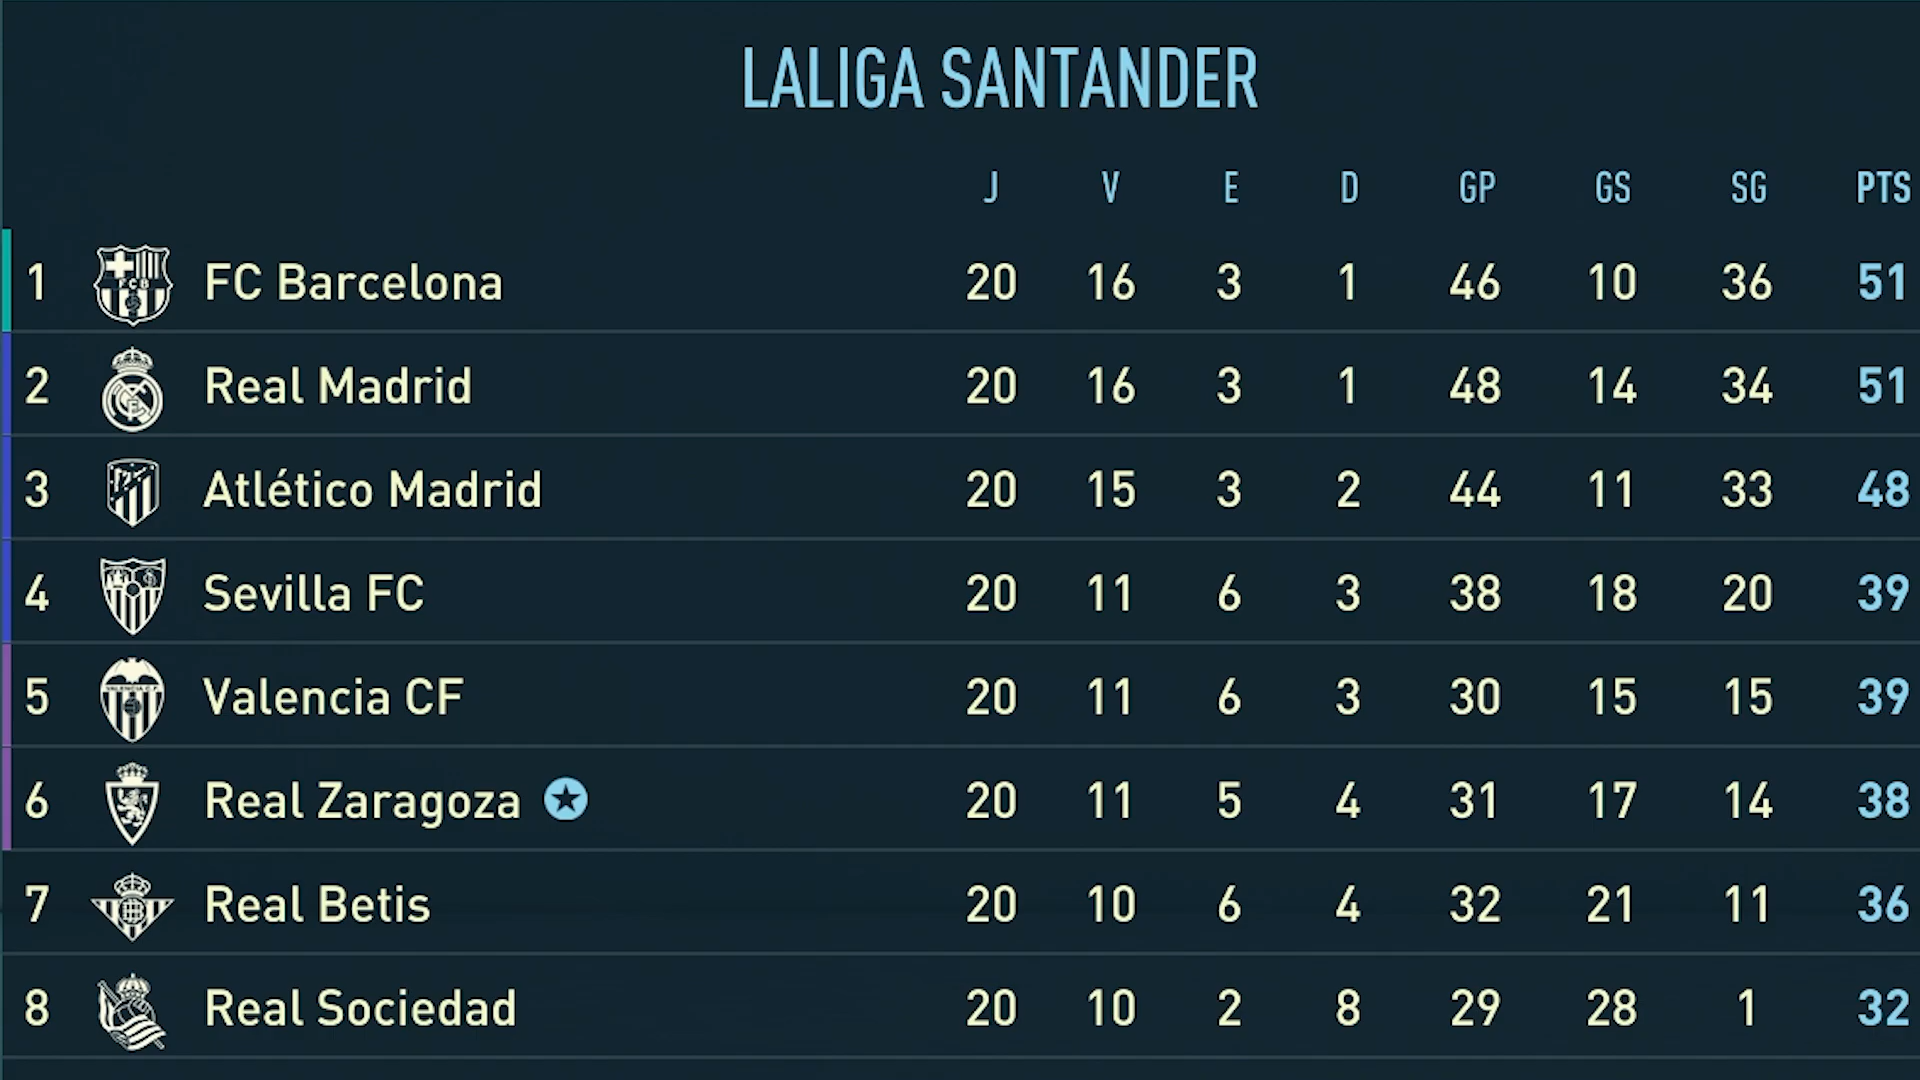 LALIGA SANTANDER
J V E D GP GS SG PTS
1 FC Barcelona 20 16 3 1 46 10 36 51
2 Real Madrid 20 16 3 1 48 14 34 51
3 Atlético Madrid 20 15 3 2 44 11 33 48
4 Sevilla FC 20 11 6 3 38 18 20 39
5 Valencia CF 20 11 6 3 30 15 15 39
6 Real Zaragoza 20 11 5 4 31 17 14 38
7 Real Betis 20 10 6 4 32 21 11 36
8 Real Sociedad 20 10 2 8 29 28 1 32